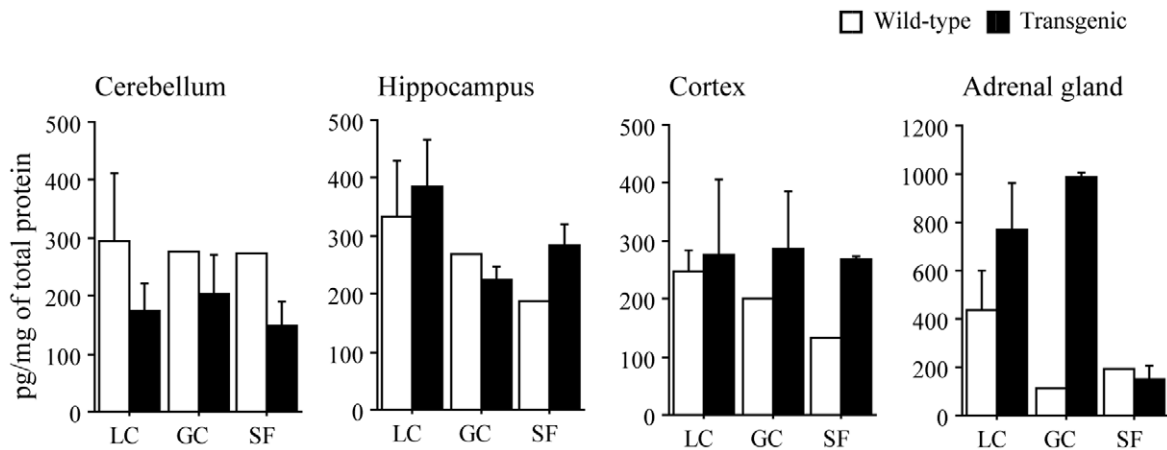 Wild-type Transgenic
Cerebellum
Hippocampus
Cortex
Adrenal gland
pg/mg of total protein
500
400
300
200
100
0
LC GC SF
500
400
300
200
100
0
LC GC SF
500
400
300
200
100
0
LC GC SF
1200
1000
800
600
400
200
0
LC GC SF